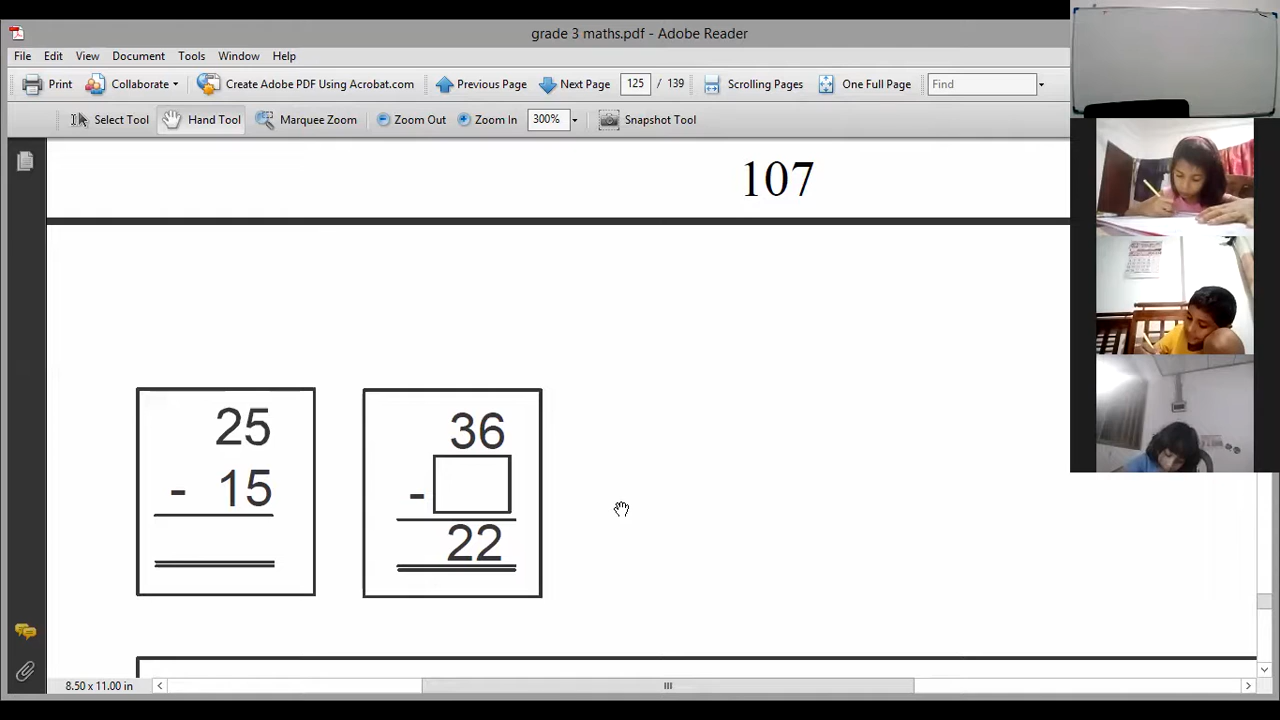 grade 3 maths.pdf - Adobe Reader
File Edit View Document Tools Window Help
Print Collaborate Create Adobe PDF Using Acrobat.com Previous Page Next Page 125 / 139 Scrolling Pages One Full Page Find
Select Tool Hand Tool Marquee Zoom Zoom Out Zoom In 300% Snapshot Tool
107
25
- 15
36
-
22
8.50 x 11.00 in